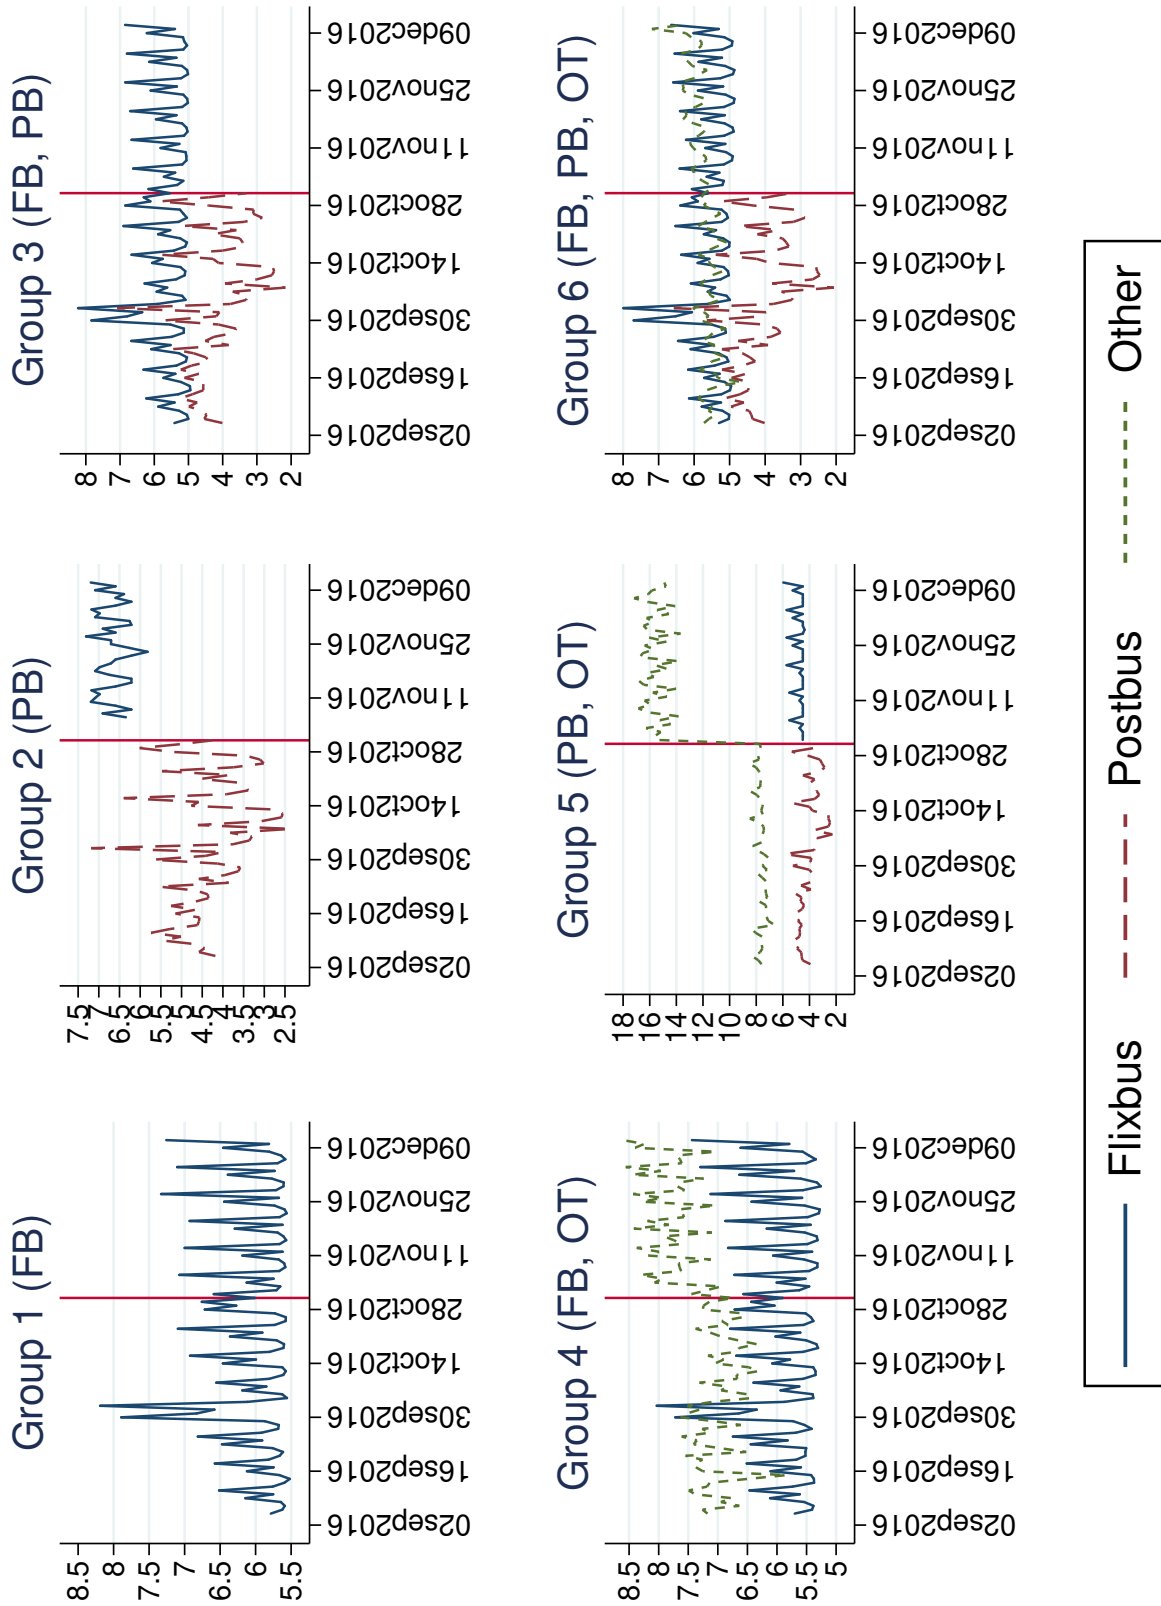 Group 1 (FB)
8.5
8
7.5
7
6.5
6
5.5
02sep2016
16sep2016
30sep2016
14oct2016
28oct2016
11nov2016
25nov2016
09dec2016
Group 2 (PB)
7.5
7
6.5
6
5.5
5
4.5
4
3.5
3
2.5
02sep2016
16sep2016
30sep2016
14oct2016
28oct2016
11nov2016
25nov2016
09dec2016
Group 3 (FB, PB)
8
7
6
5
4
3
2
02sep2016
16sep2016
30sep2016
14oct2016
28oct2016
11nov2016
25nov2016
09dec2016
Group 4 (FB, OT)
8.5
8
7.5
7
6.5
6
5.5
5
02sep2016
16sep2016
30sep2016
14oct2016
28oct2016
11nov2016
25nov2016
09dec2016
Group 5 (PB, OT)
18
16
14
12
10
8
6
4
2
02sep2016
16sep2016
30sep2016
14oct2016
28oct2016
11nov2016
25nov2016
09dec2016
Group 6 (FB, PB, OT)
8
7
6
5
4
3
2
02sep2016
16sep2016
30sep2016
14oct2016
28oct2016
11nov2016
25nov2016
09dec2016
Flixbus
Postbus
Other